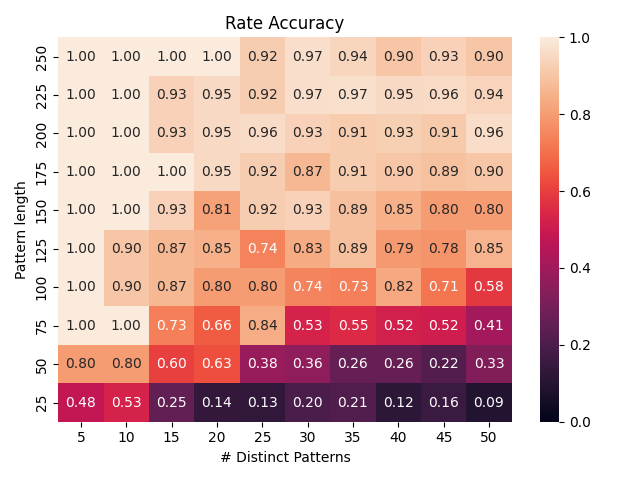 Rate Accuracy
Pattern length
250 1.00 1.00 1.00 1.00 0.92 0.97 0.94 0.90 0.93 0.90
225 1.00 1.00 0.93 0.95 0.92 0.97 0.97 0.95 0.96 0.94
200 1.00 1.00 0.93 0.95 0.96 0.93 0.91 0.93 0.91 0.96
175 1.00 1.00 1.00 0.95 0.92 0.87 0.91 0.90 0.89 0.90
150 1.00 1.00 0.93 0.81 0.92 0.93 0.89 0.85 0.80 0.80
125 1.00 0.90 0.87 0.85 0.74 0.83 0.89 0.79 0.78 0.85
100 1.00 0.90 0.87 0.80 0.80 0.74 0.73 0.82 0.71 0.58
75 1.00 1.00 0.73 0.66 0.84 0.53 0.55 0.52 0.52 0.41
50 0.80 0.80 0.60 0.63 0.38 0.36 0.26 0.26 0.22 0.33
25 0.48 0.53 0.25 0.14 0.13 0.20 0.21 0.12 0.16 0.09
5 10 15 20 25 30 35 40 45 50
# Distinct Patterns
1.0
0.8
0.6
0.4
0.2
0.0